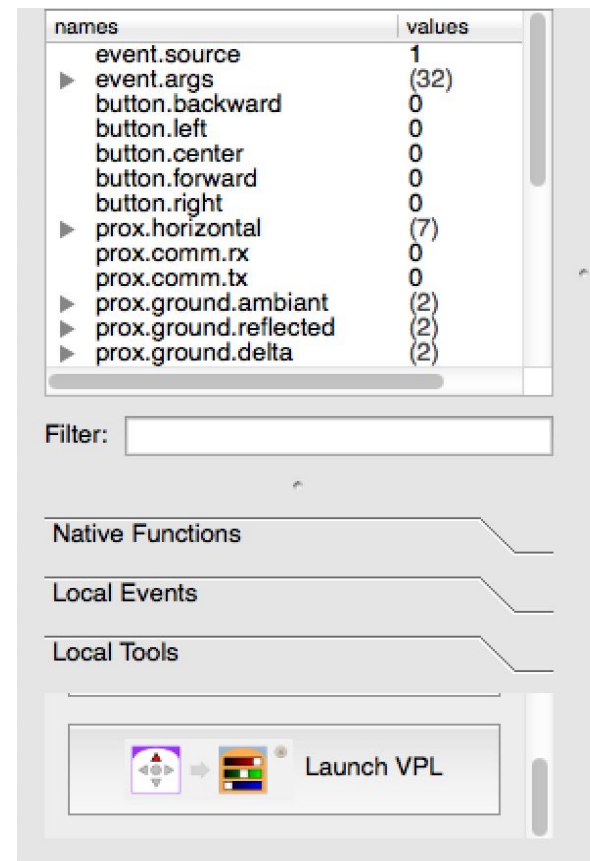 names values
event.source 1
event.args (32)
button.backward 0
button.left 0
button.center 0
button.forward 0
button.right 0
prox.horizontal (7)
prox.comm.rx 0
prox.comm.tx 0
prox.ground.ambiant (2)
prox.ground.reflected (2)
prox.ground.delta (2)
Filter:
Native Functions
Local Events
Local Tools
Launch VPL